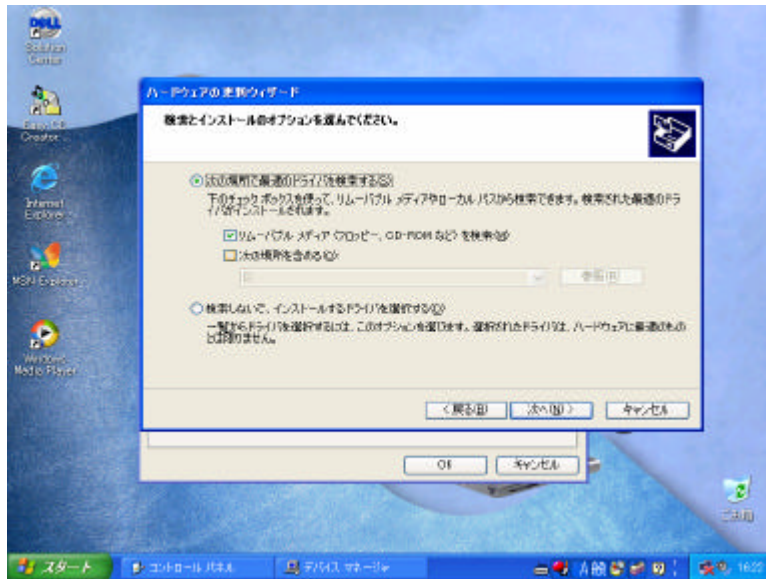 DELL
Solution
Center
Easy CD
Creator
Internet
Explorer
MSN Explorer
Windows
Media Player
ハードウェアの更新ウィザード
検索とインストールのオプションを選んでください。
次の場所で最適のドライバを検索する(S)
下のチェック ボックスを使って、リムーバブル メディアやローカル パスから検索できます。検索された最適のドラ
イバがインストールされます。
リムーバブル メディア (フロッピー、CD-ROM など) を検索(M)
次の場所を含める(O)
参照(R)
検索しないで、インストールするドライバを選択する(D)
一覧からドライバを選択するには、このオプションを選びます。選択されたドライバは、ハードウェアに最適のもの
とは限りません。
< 戻る(B)
次へ(N) >
キャンセル
OK
キャンセル
ごみ箱
スタート
コントロール パネル
デバイス マネージャ
A 般
16:22